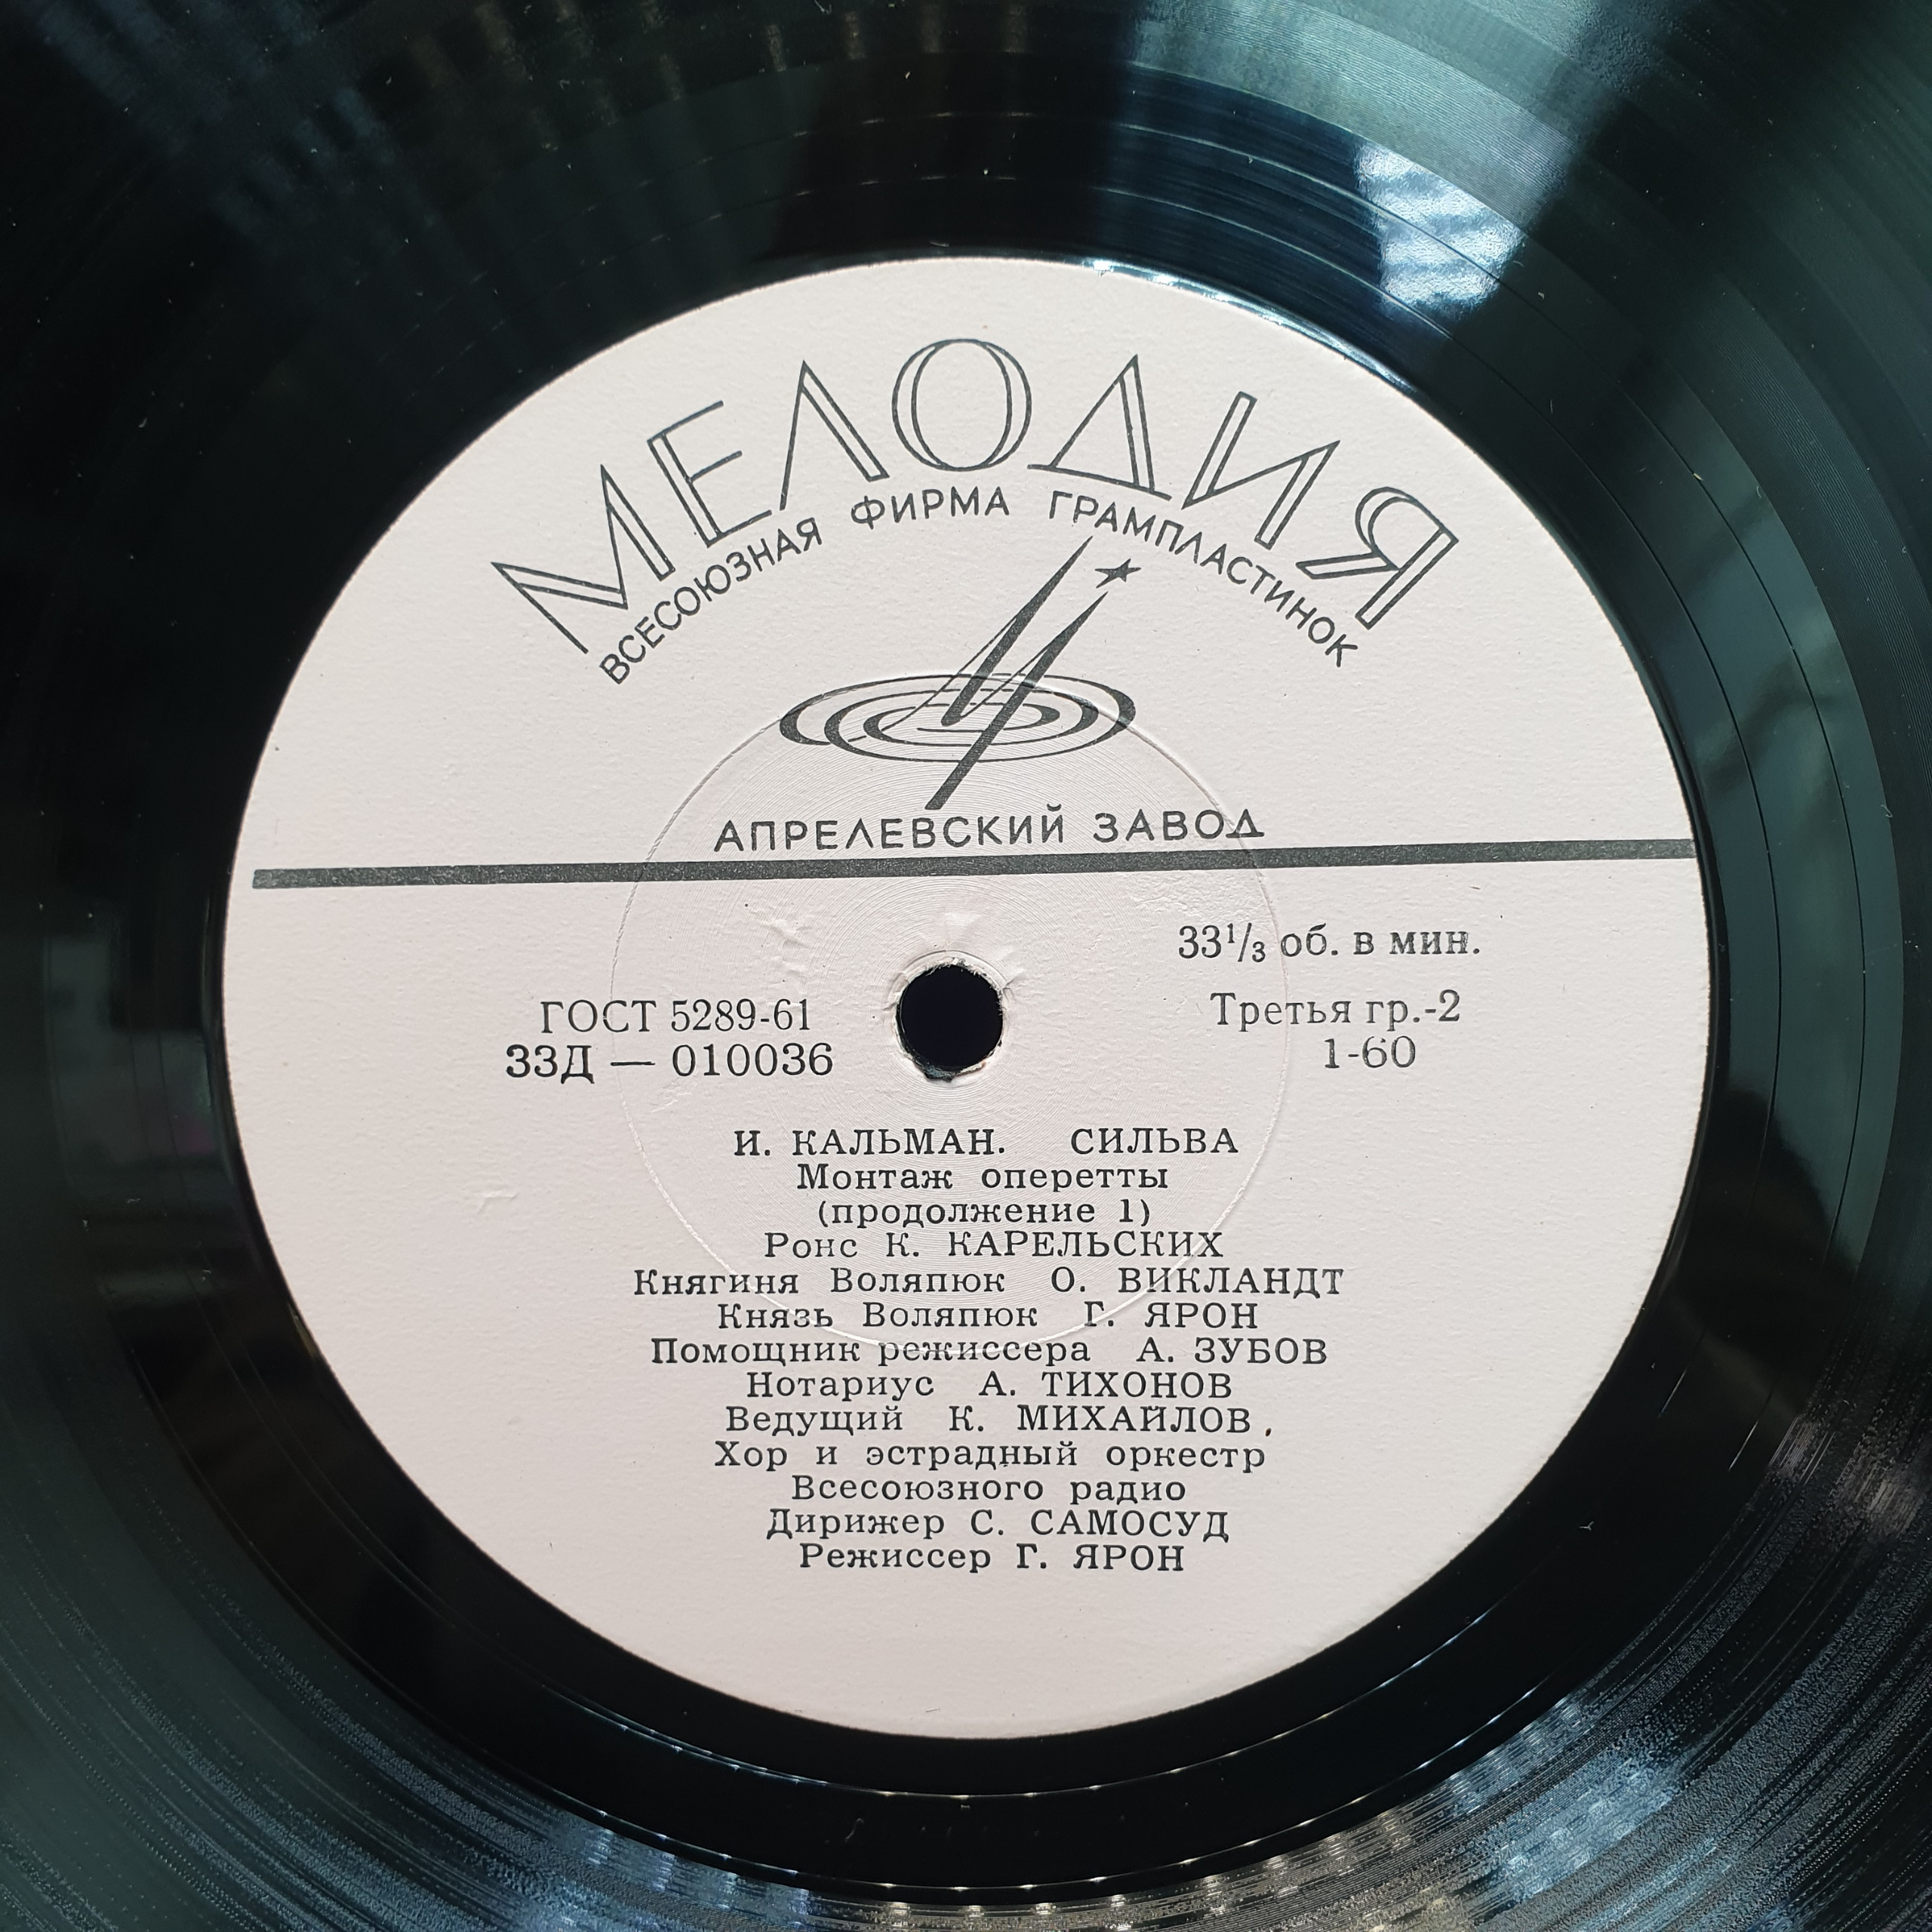 МЕЛОДИЯ
ВСЕСОЮЗНАЯ ФИРМА ГРАМПЛАСТИНОК
АПРЕЛЕВСКИЙ ЗАВОД
33¹/₃ об. в мин.
ГОСТ 5289-61
Третья гр.-2
33Д — 010036
1-60
И. КАЛЬМАН. СИЛЬВА
Монтаж оперетты
(продолжение 1)
Ронс К. КАРЕЛЬСКИХ
Княгиня Воляпюк О. ВИКЛАНДТ
Князь Воляпюк Г. ЯРОН
Помощник режиссера А. ЗУБОВ
Нотариус А. ТИХОНОВ
Ведущий К. МИХАЙЛОВ,
Хор и эстрадный оркестр
Всесоюзного радио
Дирижер С. САМОСУД
Режиссер Г. ЯРОН